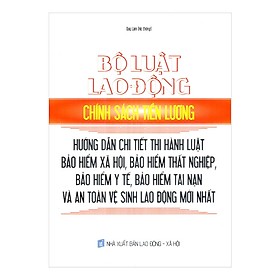 BỘ LUẬT
LAO ĐỘNG
CHÍNH SÁCH TIỀN LƯƠNG
HƯỚNG DẪN CHI TIẾT THI HÀNH LUẬT
BẢO HIỂM XÃ HỘI, BẢO HIỂM THẤT NGHIỆP,
BẢO HIỂM Y TẾ, BẢO HIỂM TAI NẠN
VÀ AN TOÀN VỆ SINH LAO ĐỘNG MỚI NHẤT
NHÀ XUẤT BẢN LAO ĐỘNG - XÃ HỘI